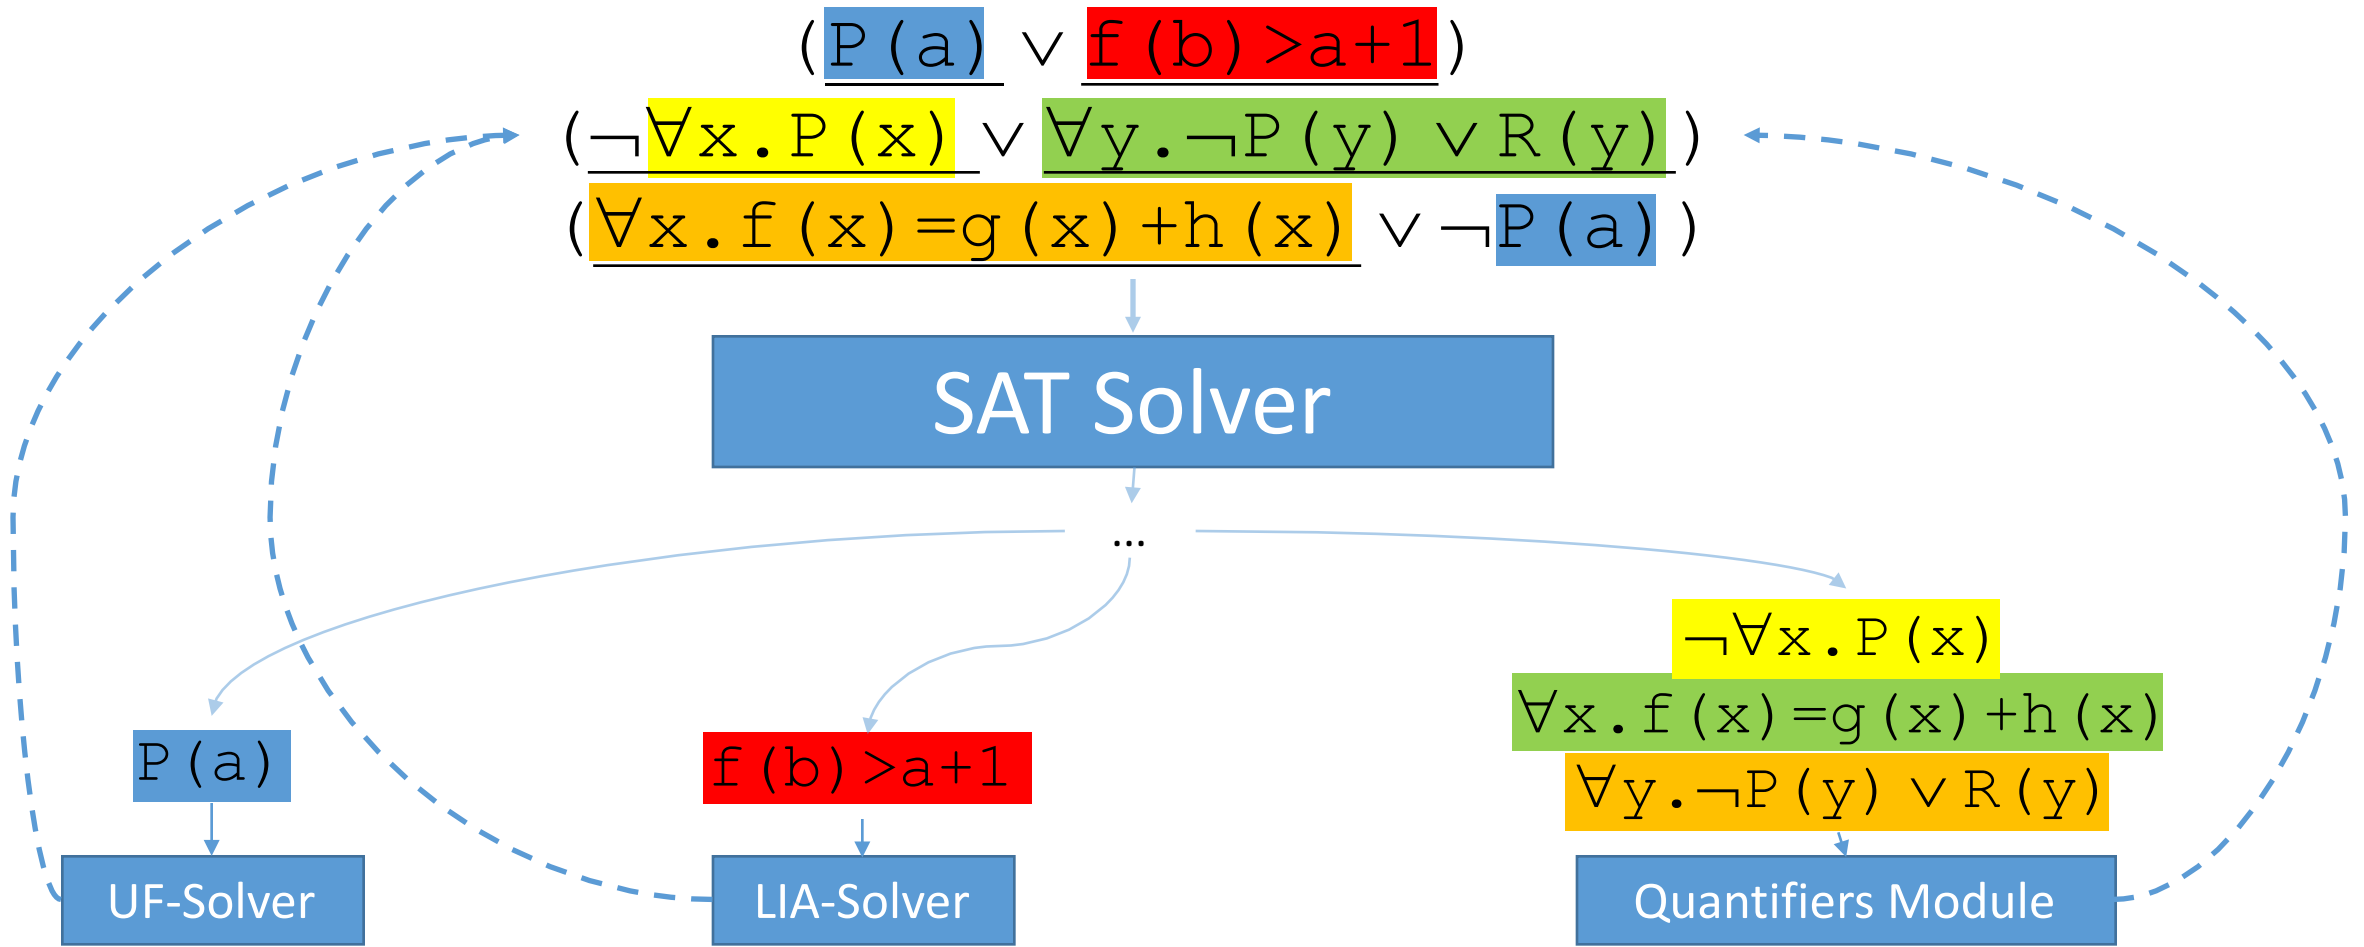 (P(a) ∨ f(b)>a+1)
(¬∀x.P(x) ∨ ∀y.¬P(y) ∨ R(y))
(∀x.f(x)=g(x)+h(x) ∨ ¬P(a))
SAT Solver
…
¬∀x.P(x)
∀x.f(x)=g(x)+h(x)
P(a)
f(b)>a+1
∀y.¬P(y) ∨ R(y)
UF-Solver
LIA-Solver
Quantifiers Module